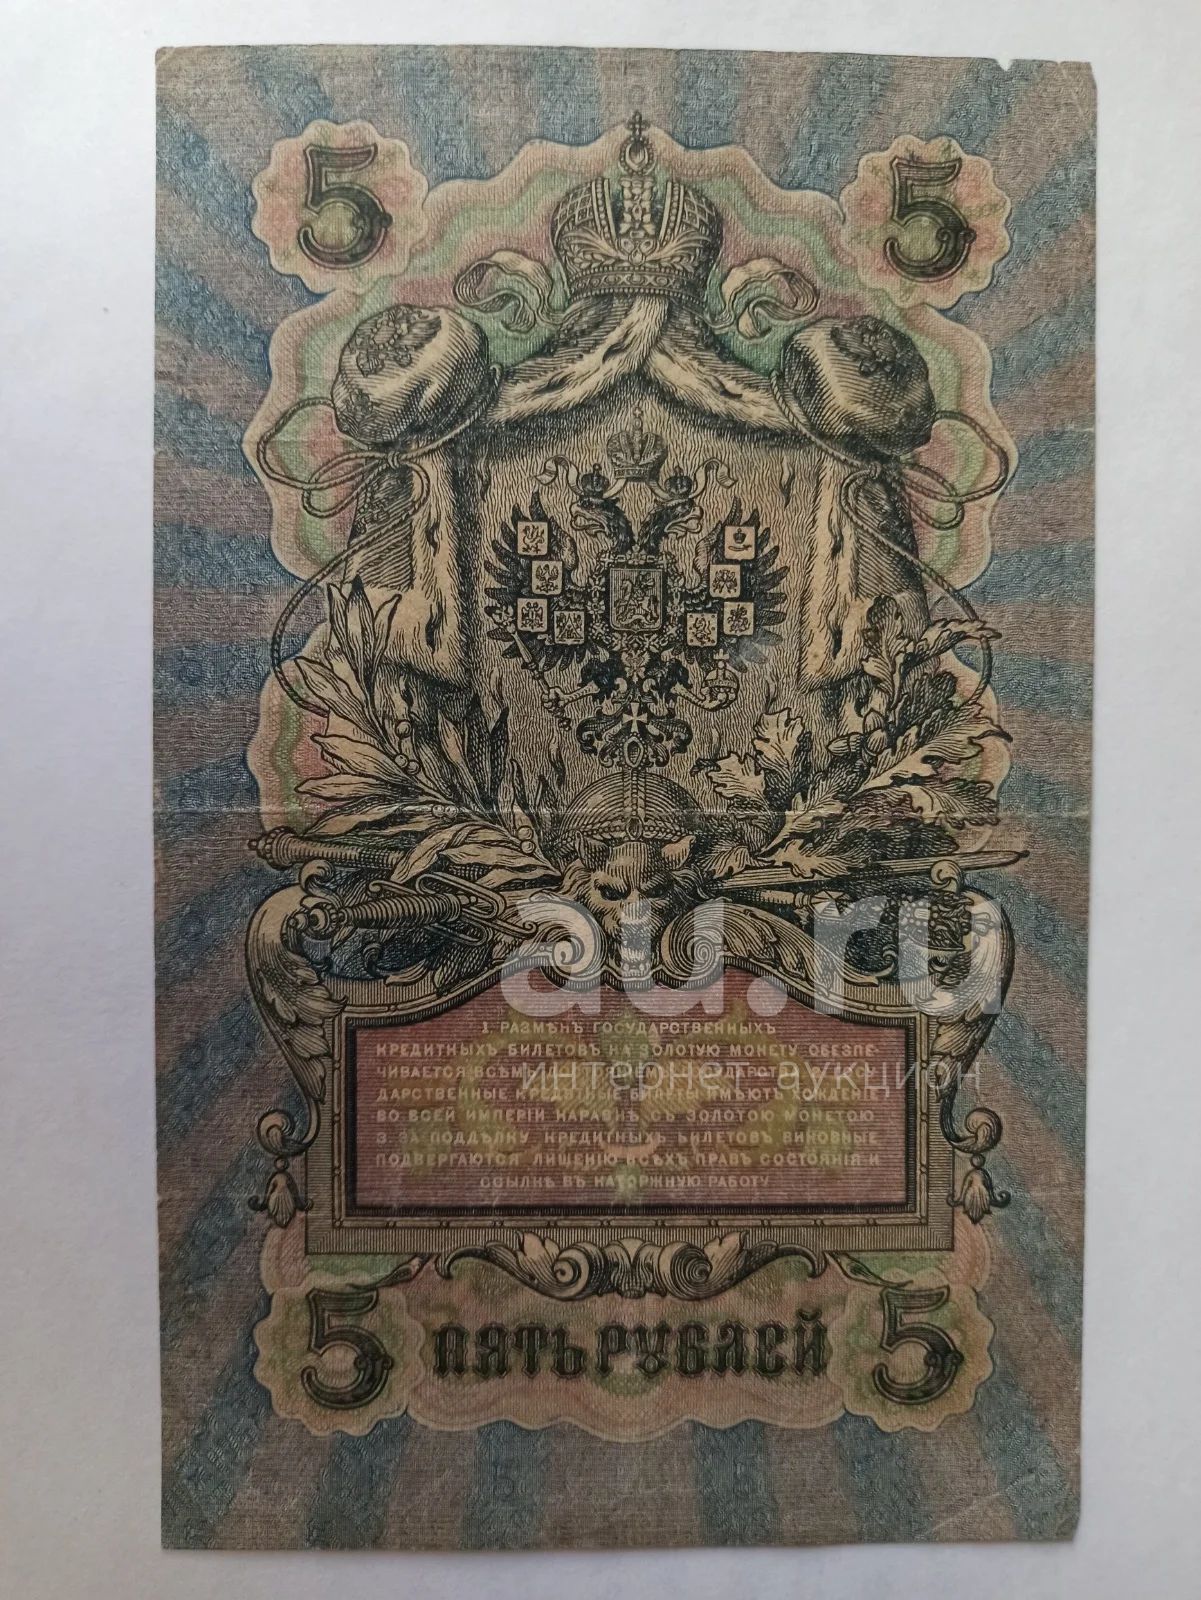 5 5
1. РАЗМѢНЪ ГОСУДАРСТВЕННЫХЪ
КРЕДИТНЫХЪ БИЛЕТОВЪ НА ЗОЛОТУЮ МОНЕТУ ОБЕЗПЕ-
ЧИВАЕТСЯ ВСѢМЪ
ДАРСТВЕННЫЕ КРЕДИТНЫЕ БИЛЕТЫ ИМѢЮТЪ ХОЖДЕНІЕ
ВО ВСЕЙ ИМПЕРІИ НАРАВНѢ СЪ ЗОЛОТОЮ МОНЕТОЮ.
3. ЗА ПОДДѢЛКУ КРЕДИТНЫХЪ БИЛЕТОВЪ ВИНОВНЫЕ
ПОДВЕРГАЮТСЯ ЛИШЕНІЮ ВСѢХЪ ПРАВЪ СОСТОЯНІЯ И
ССЫЛКѢ ВЪ КАТОРЖНУЮ РАБОТУ
5 ПЯТЬ РУБЛЕЙ 5
au.ru
интернет-аукцион